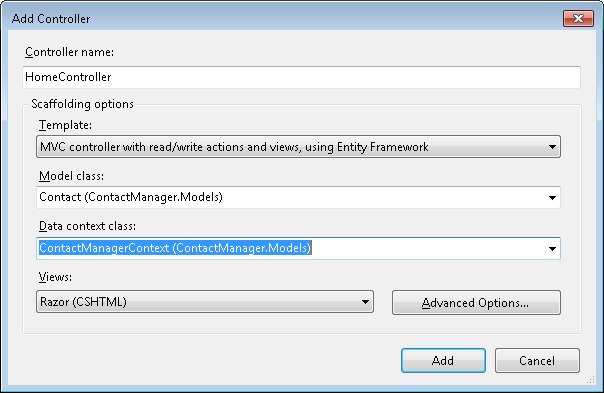 Add Controller
Controller name:
HomeController
Scaffolding options
Template:
MVC controller with read/write actions and views, using Entity Framework
Model class:
Contact (ContactManager.Models)
Data context class:
ContactManagerContext (ContactManager.Models)
Views:
Razor (CSHTML)
Advanced Options...
Add
Cancel